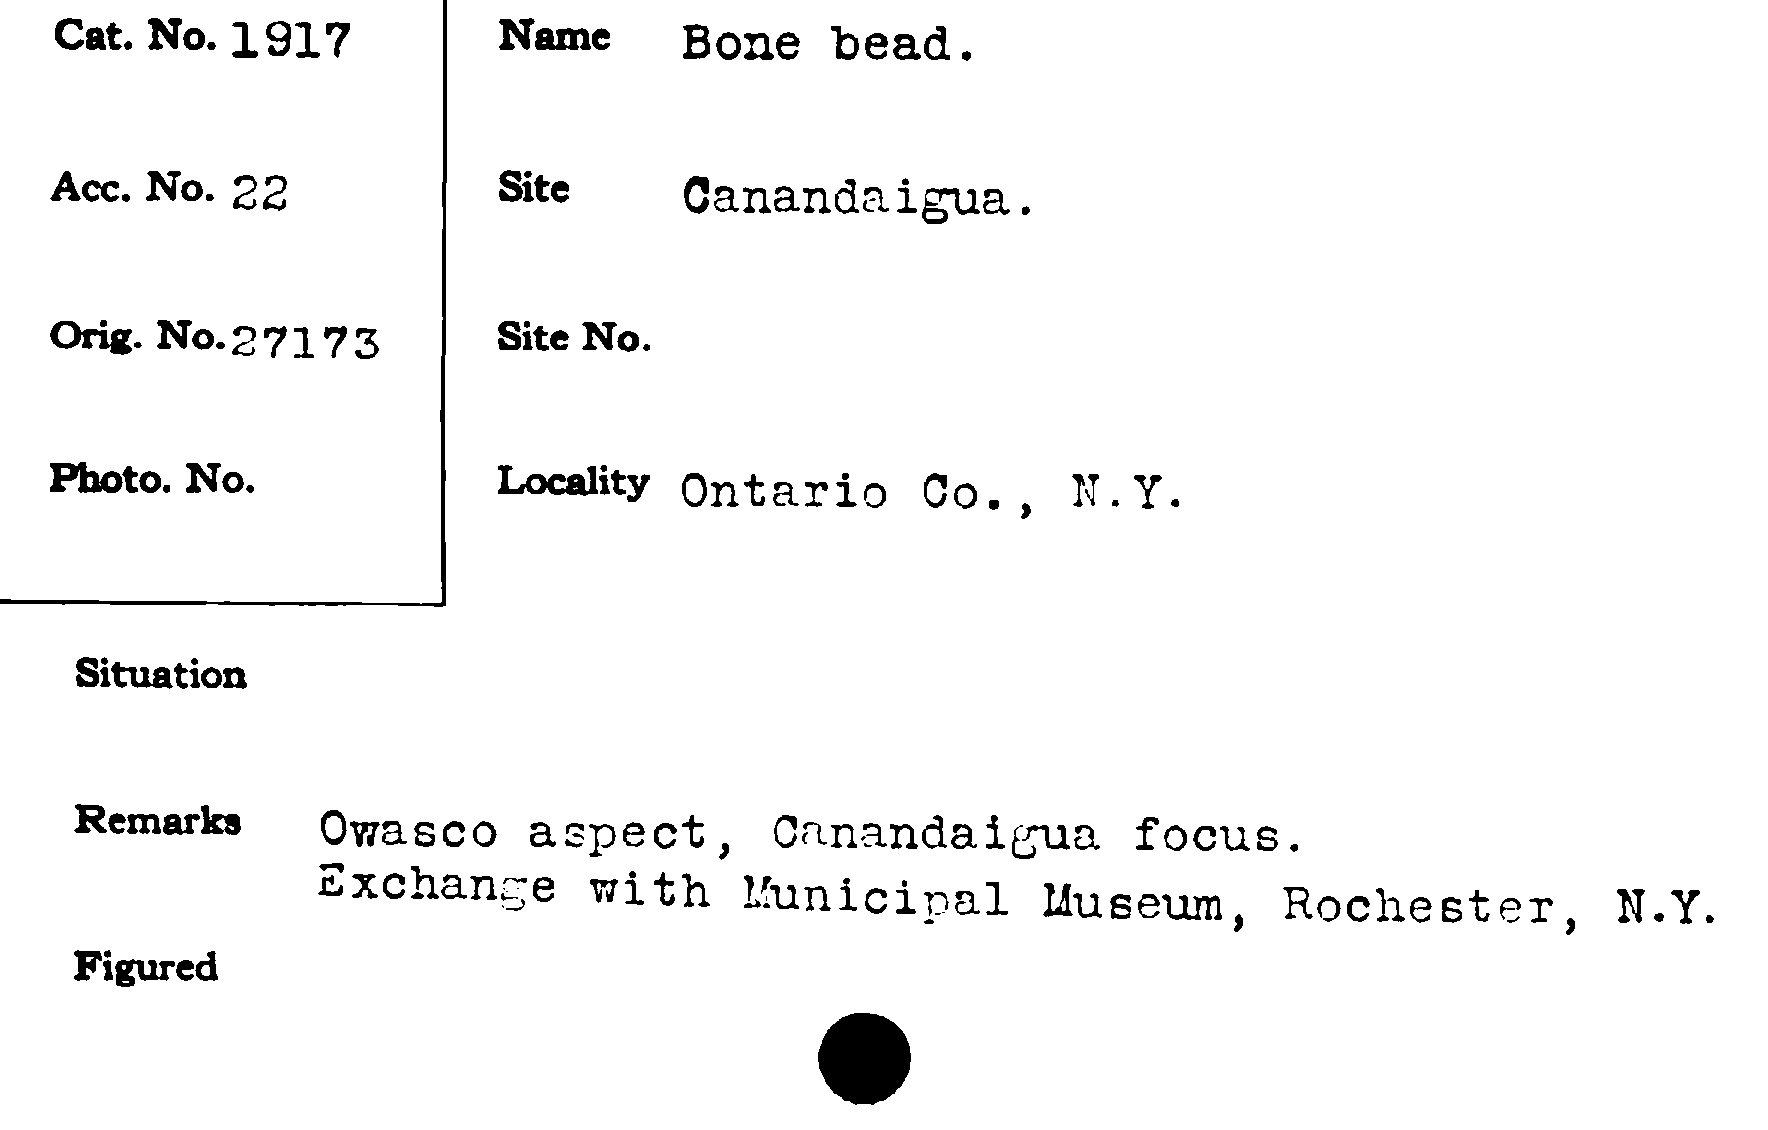 Cat. No. 1917
Name Bone bead.
Acc. No. 22
Site Canandaigua.
Orig. No. 27173
Site No.
Photo. No.
Locality Ontario Co., N.Y.
Situation
Remarks Owasco aspect, Canandaigua focus.
Exchange with Municipal Museum, Rochester, N.Y.
Figured